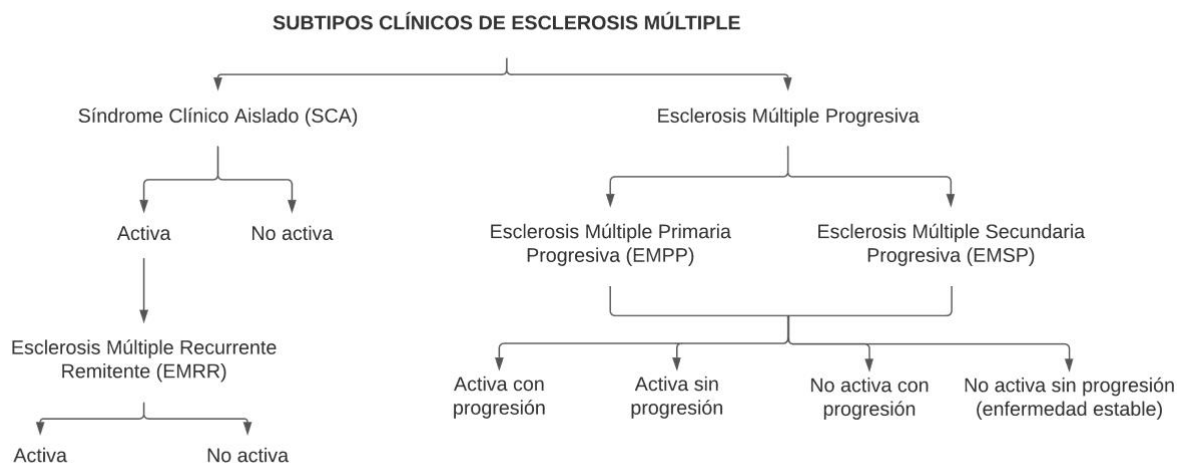 SUBTIPOS CLÍNICOS DE ESCLEROSIS MÚLTIPLE
Síndrome Clínico Aislado (SCA)
Esclerosis Múltiple Progresiva
Activa
No activa
Esclerosis Múltiple Primaria
Progresiva (EMPP)
Esclerosis Múltiple Secundaria
Progresiva (EMSP)
Esclerosis Múltiple Recurrente
Remitente (EMRR)
Activa con
progresión
Activa sin
progresión
No activa con
progresión
No activa sin progresión
(enfermedad estable)
Activa
No activa